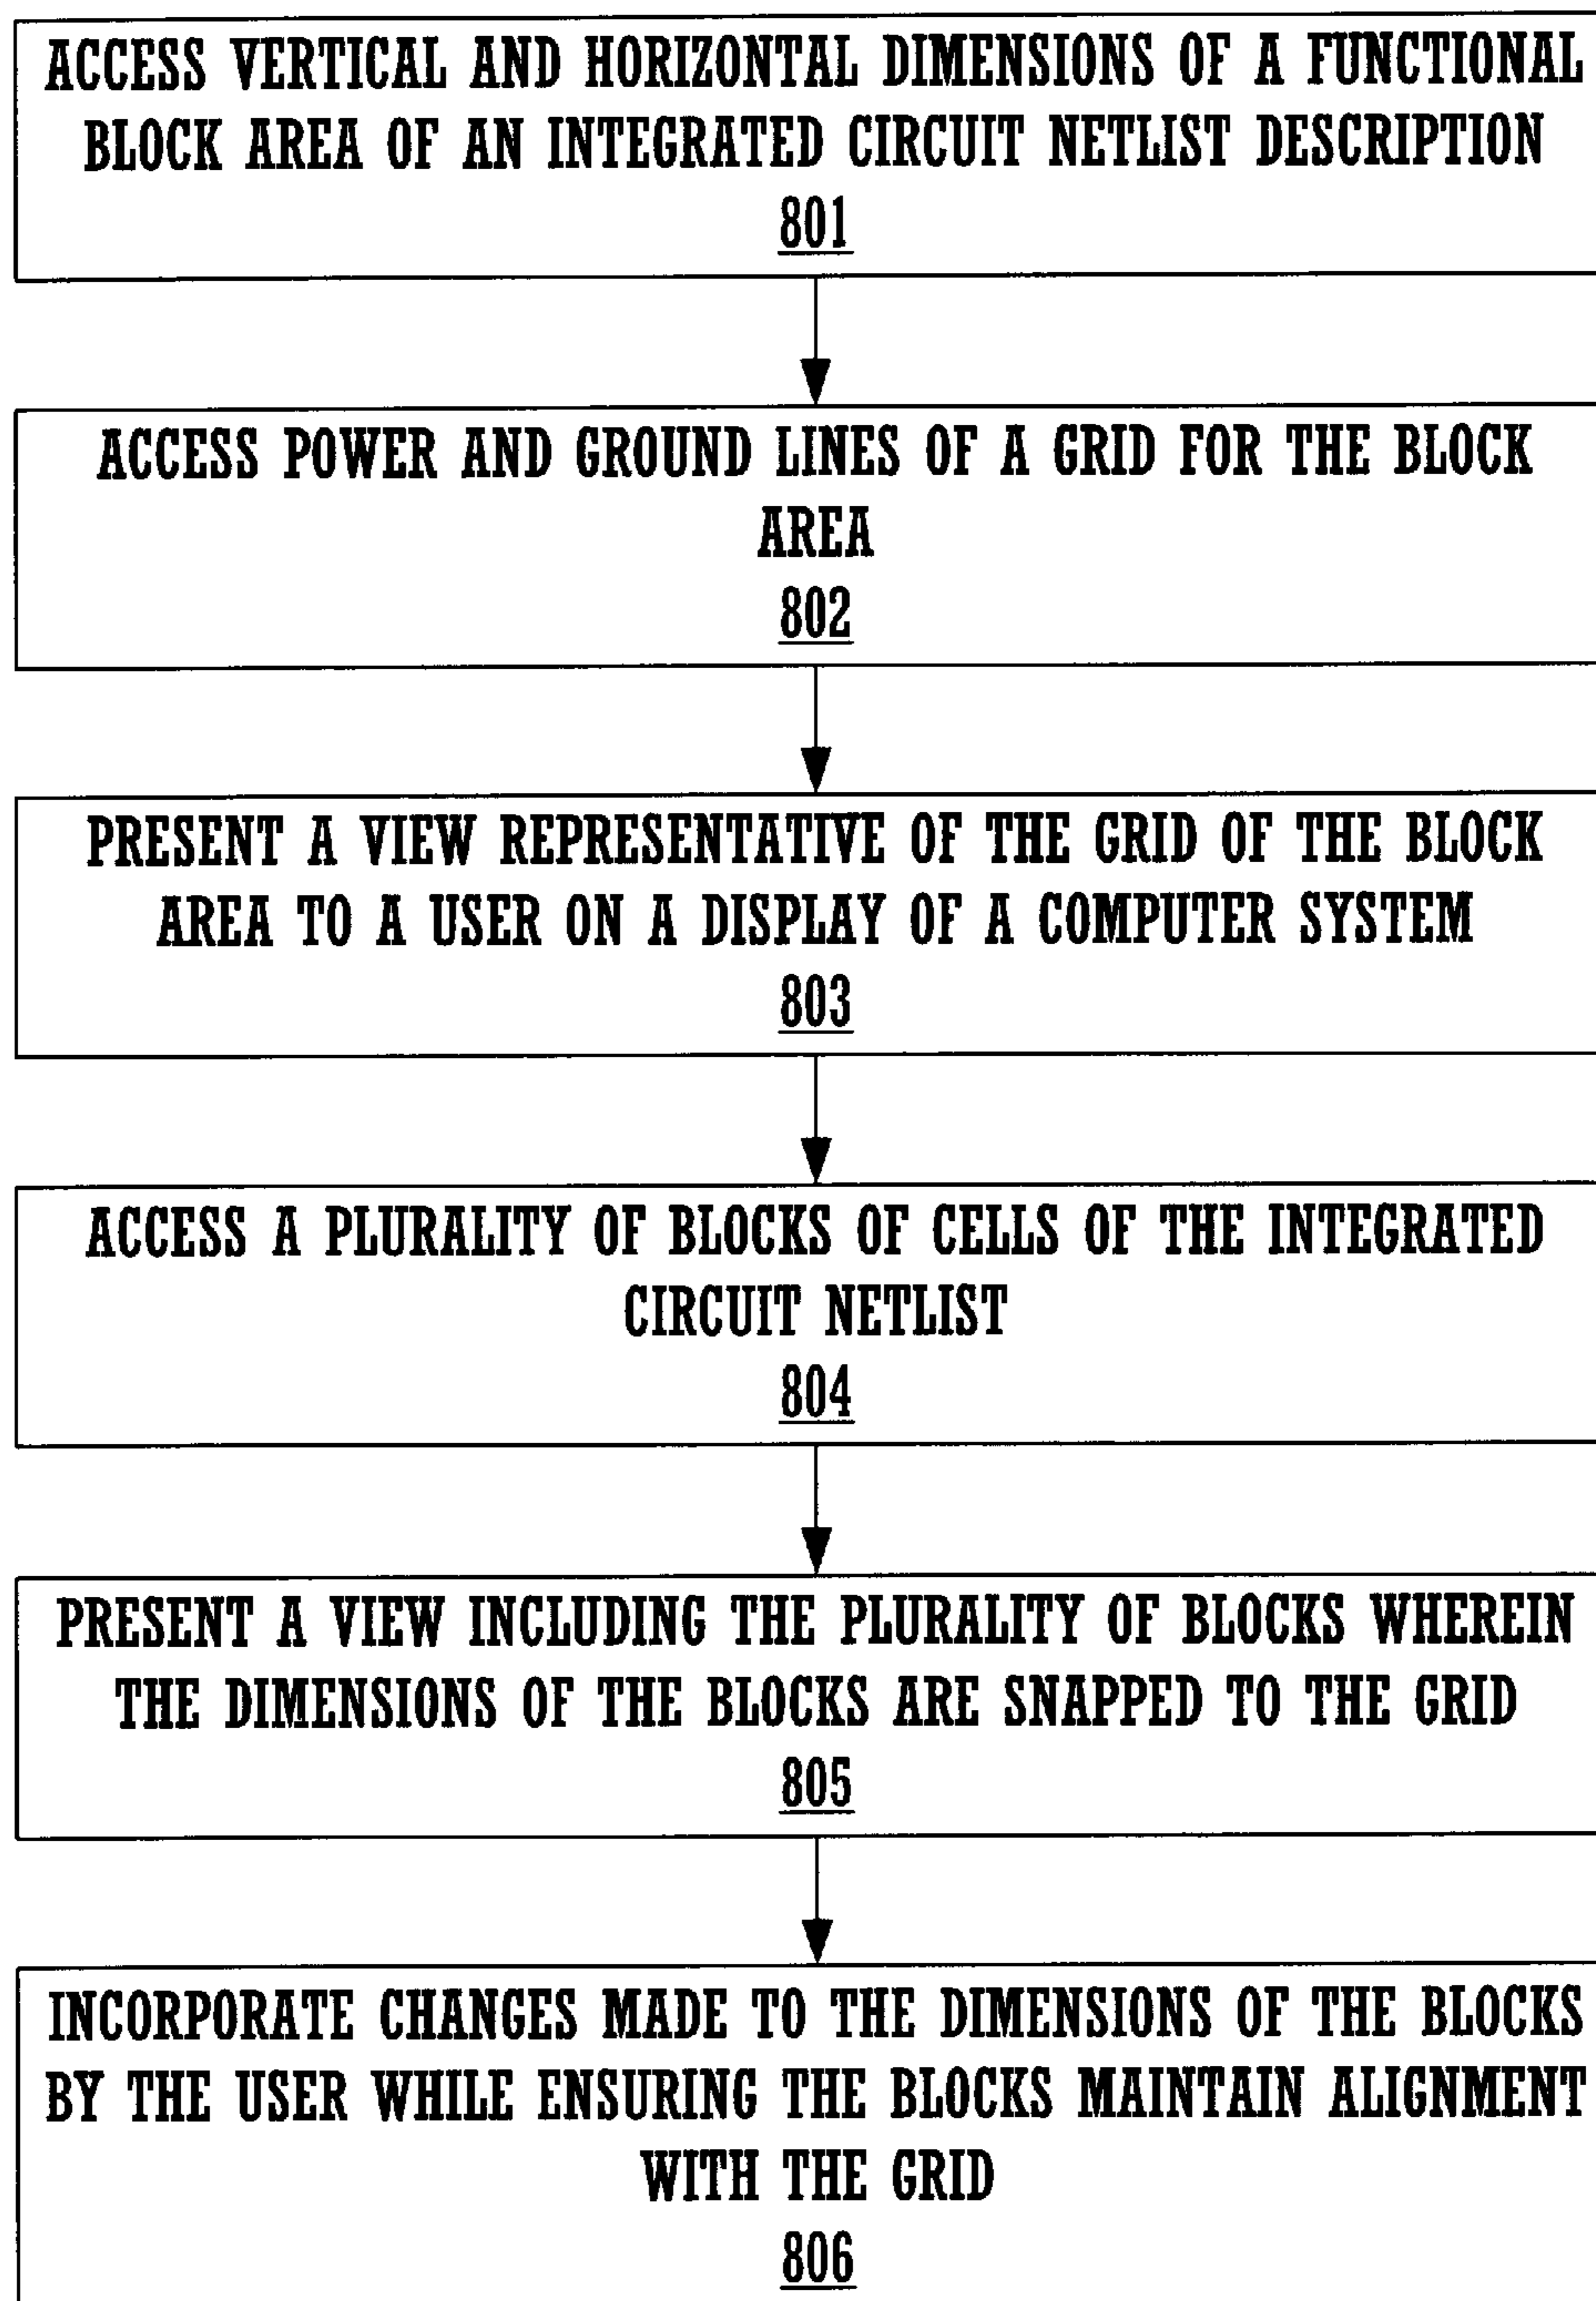 ACCESS VERTICAL AND HORIZONTAL DIMENSIONS OF A FUNCTIONAL
BLOCK AREA OF AN INTEGRATED CIRCUIT NETLIST DESCRIPTION
801
ACCESS POWER AND GROUND LINES OF A GRID FOR THE BLOCK
AREA
802
PRESENT A VIEW REPRESENTATIVE OF THE GRID OF THE BLOCK
AREA TO A USER ON A DISPLAY OF A COMPUTER SYSTEM
803
ACCESS A PLURALITY OF BLOCKS OF CELLS OF THE INTEGRATED
CIRCUIT NETLIST
804
PRESENT A VIEW INCLUDING THE PLURALITY OF BLOCKS WHEREIN
THE DIMENSIONS OF THE BLOCKS ARE SNAPPED TO THE GRID
805
INCORPORATE CHANGES MADE TO THE DIMENSIONS OF THE BLOCKS
BY THE USER WHILE ENSURING THE BLOCKS MAINTAIN ALIGNMENT
WITH THE GRID
806